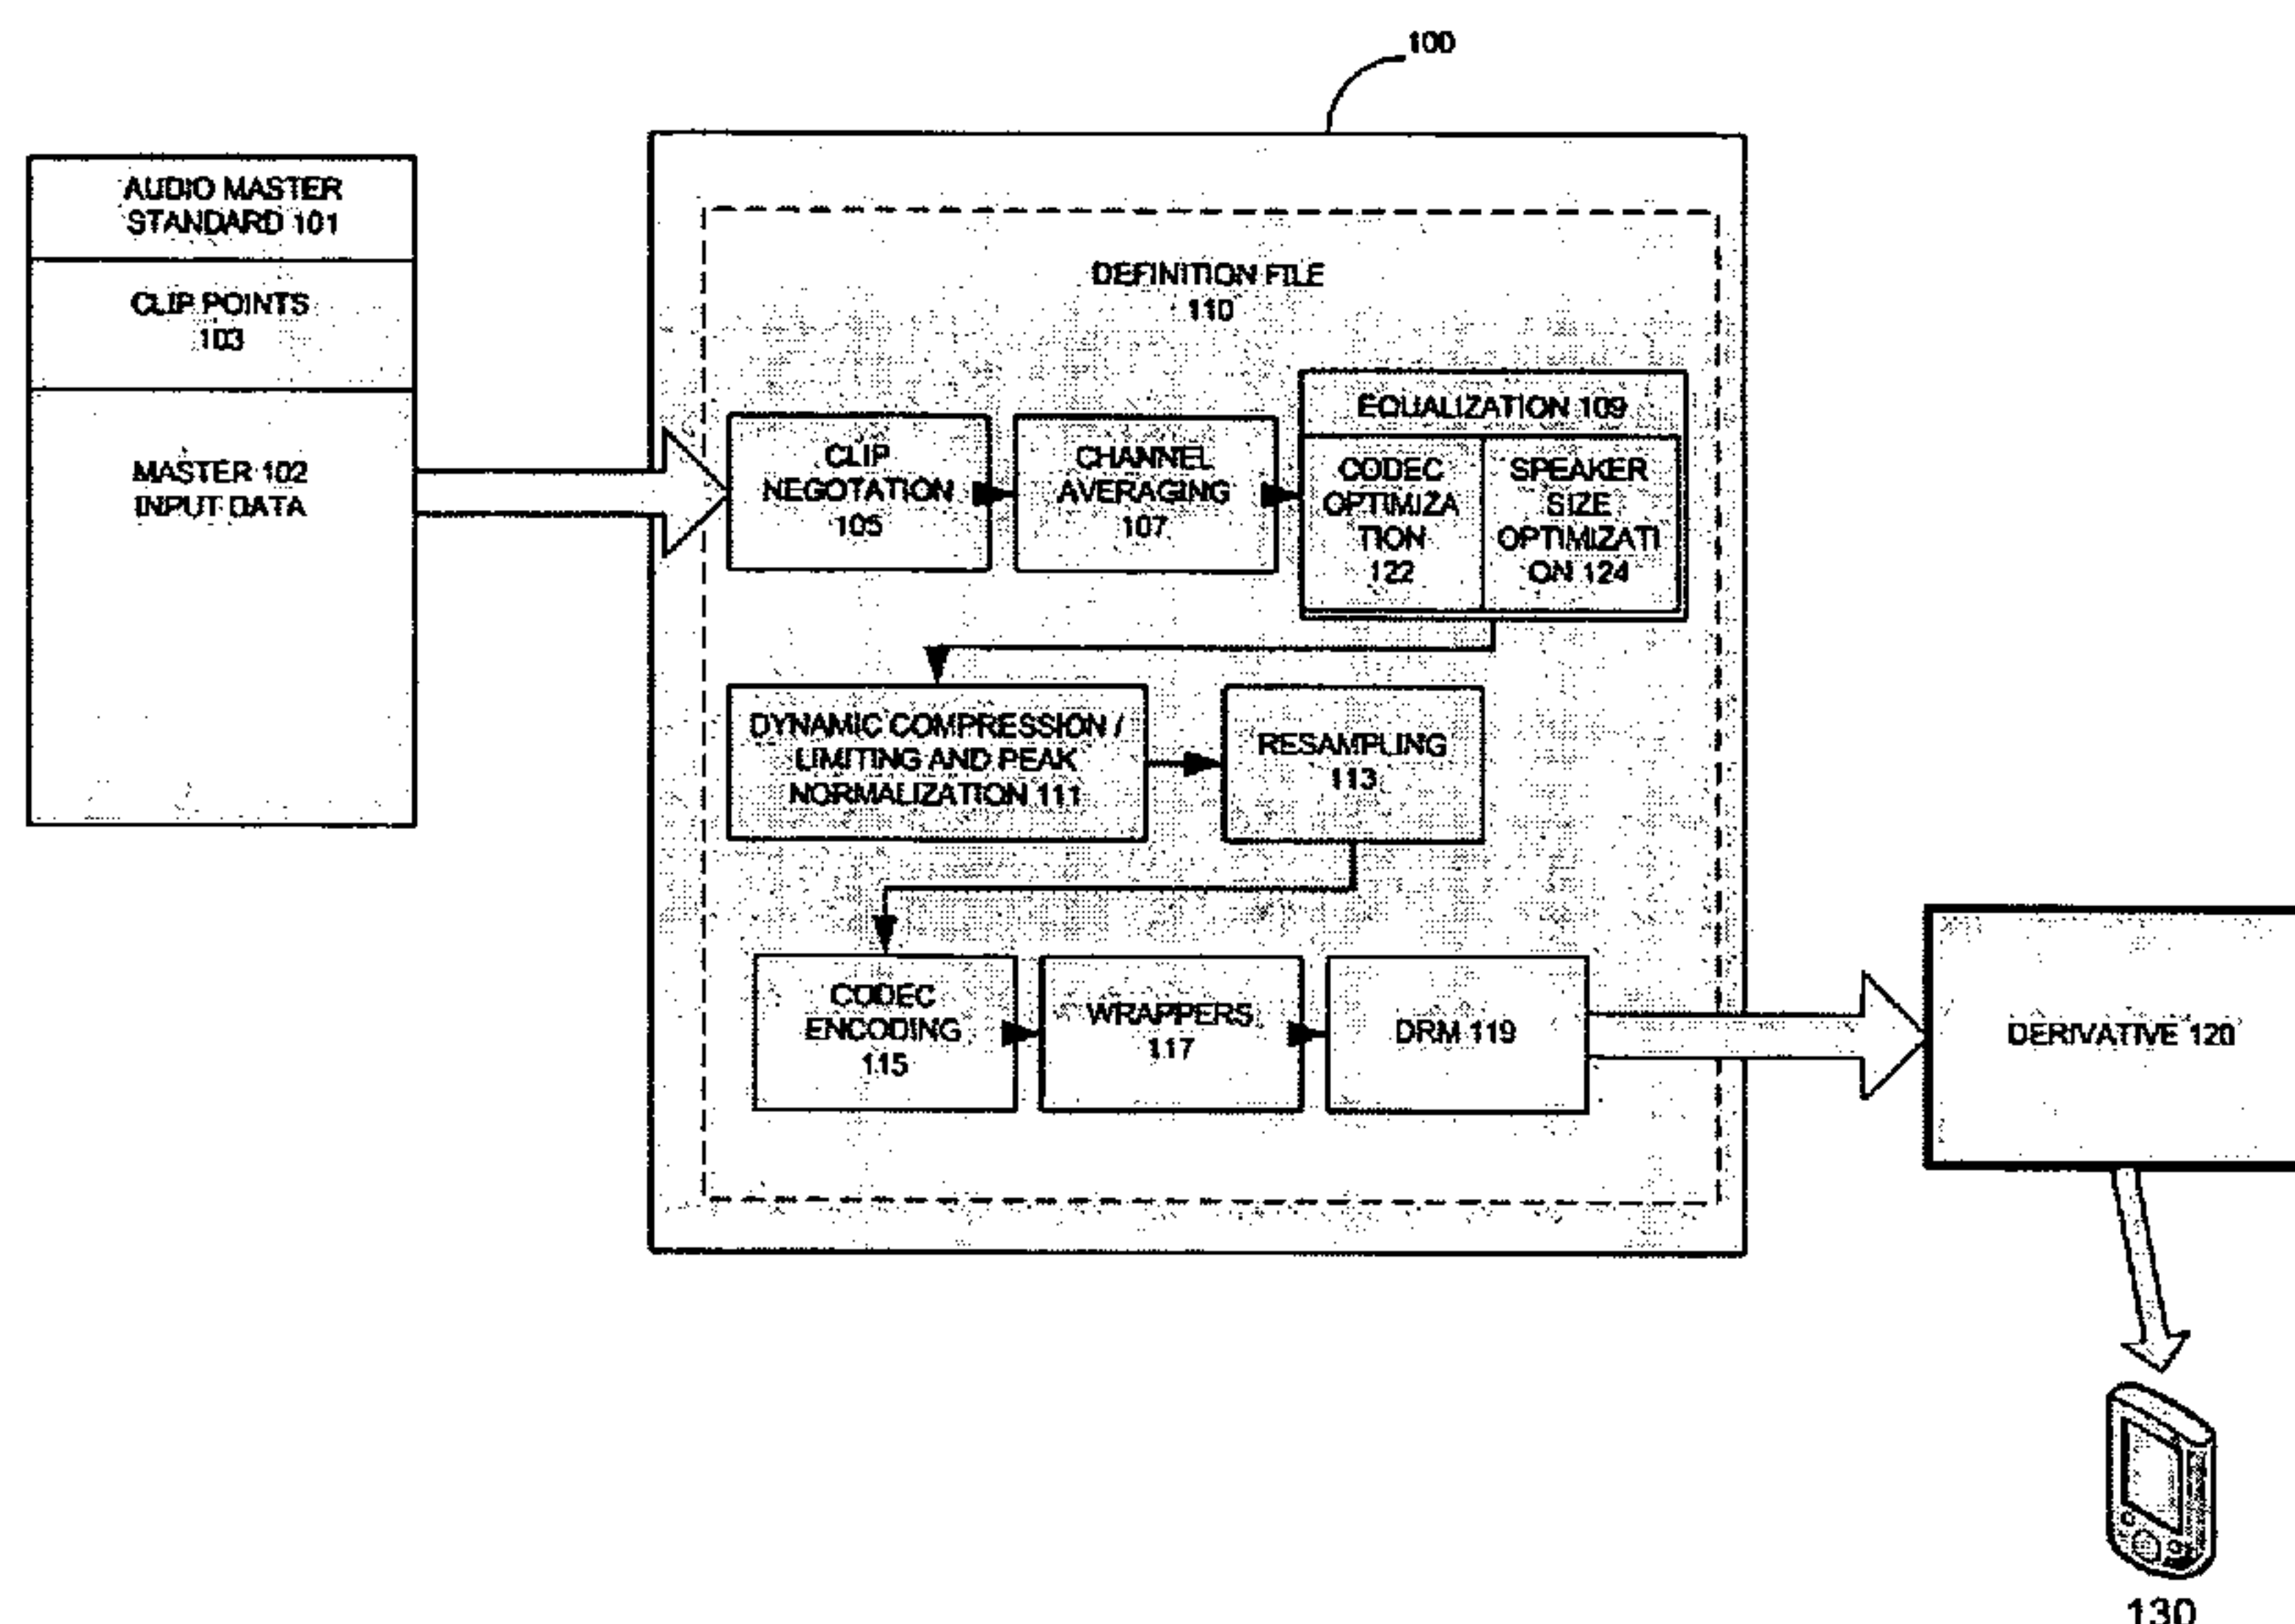 100
AUDIO MASTER
STANDARD 101
CLIP POINTS
103
MASTER 102
INPUT DATA
DEFINITION FILE
110
CLIP
NEGOTATION
105
CHANNEL
AVERAGING
107
EQUALIZATION 109
CODEC
OPTIMIZA
TION
122
SPEAKER
SIZE
OPTIMIZATI
ON 124
DYNAMIC COMPRESSION /
LIMITING AND PEAK
NORMALIZATION 111
RESAMPLING
113
CODEC
ENCODING
115
WRAPPERS
117
DRM 119
DERIVATIVE 120
130